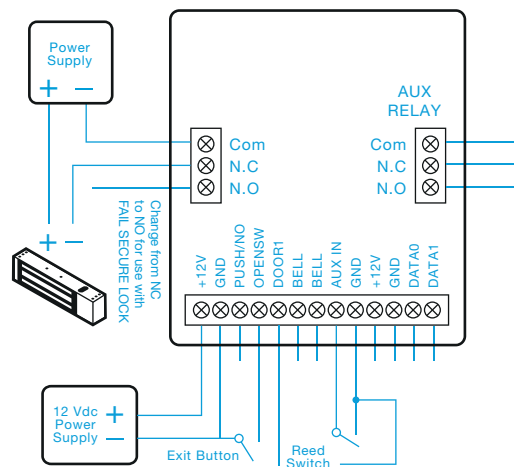 Power
Supply
+ −
AUX
RELAY
Com
N.C
N.O
Com
N.C
N.O
+ −
Change from NC
to NO for use with
FAIL SECURE LOCK
+12V
GND
PUSH/NO
OPENSW
DOOR1
BELL
BELL
AUX IN
GND
+12V
GND
DATA0
DATA1
12 Vdc +
Power
Supply −
Exit Button
Reed
Switch